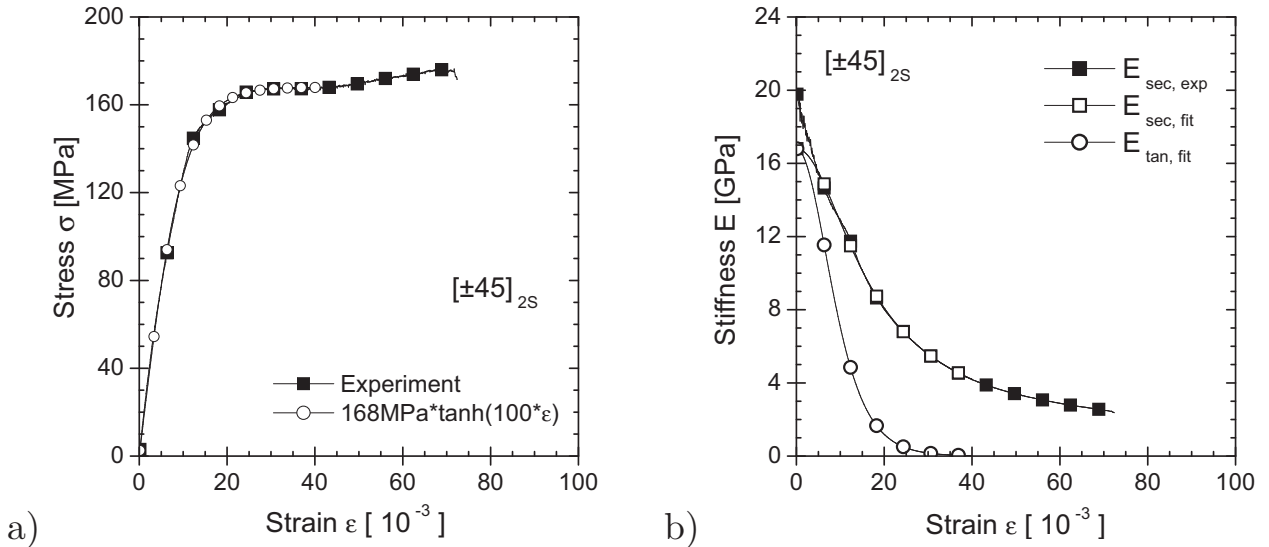 200
160
120
80
40
0
Stress σ [MPa]
[±45]2S
Experiment
168MPa*tanh(100*ε)
0 20 40 60 80 100
Strain ε [ 10-3 ]
a)
24
20
16
12
8
4
0
Stiffness E [GPa]
[±45]2S
Esec, exp
Esec, fit
Etan, fit
0 20 40 60 80 100
Strain ε [ 10-3 ]
b)